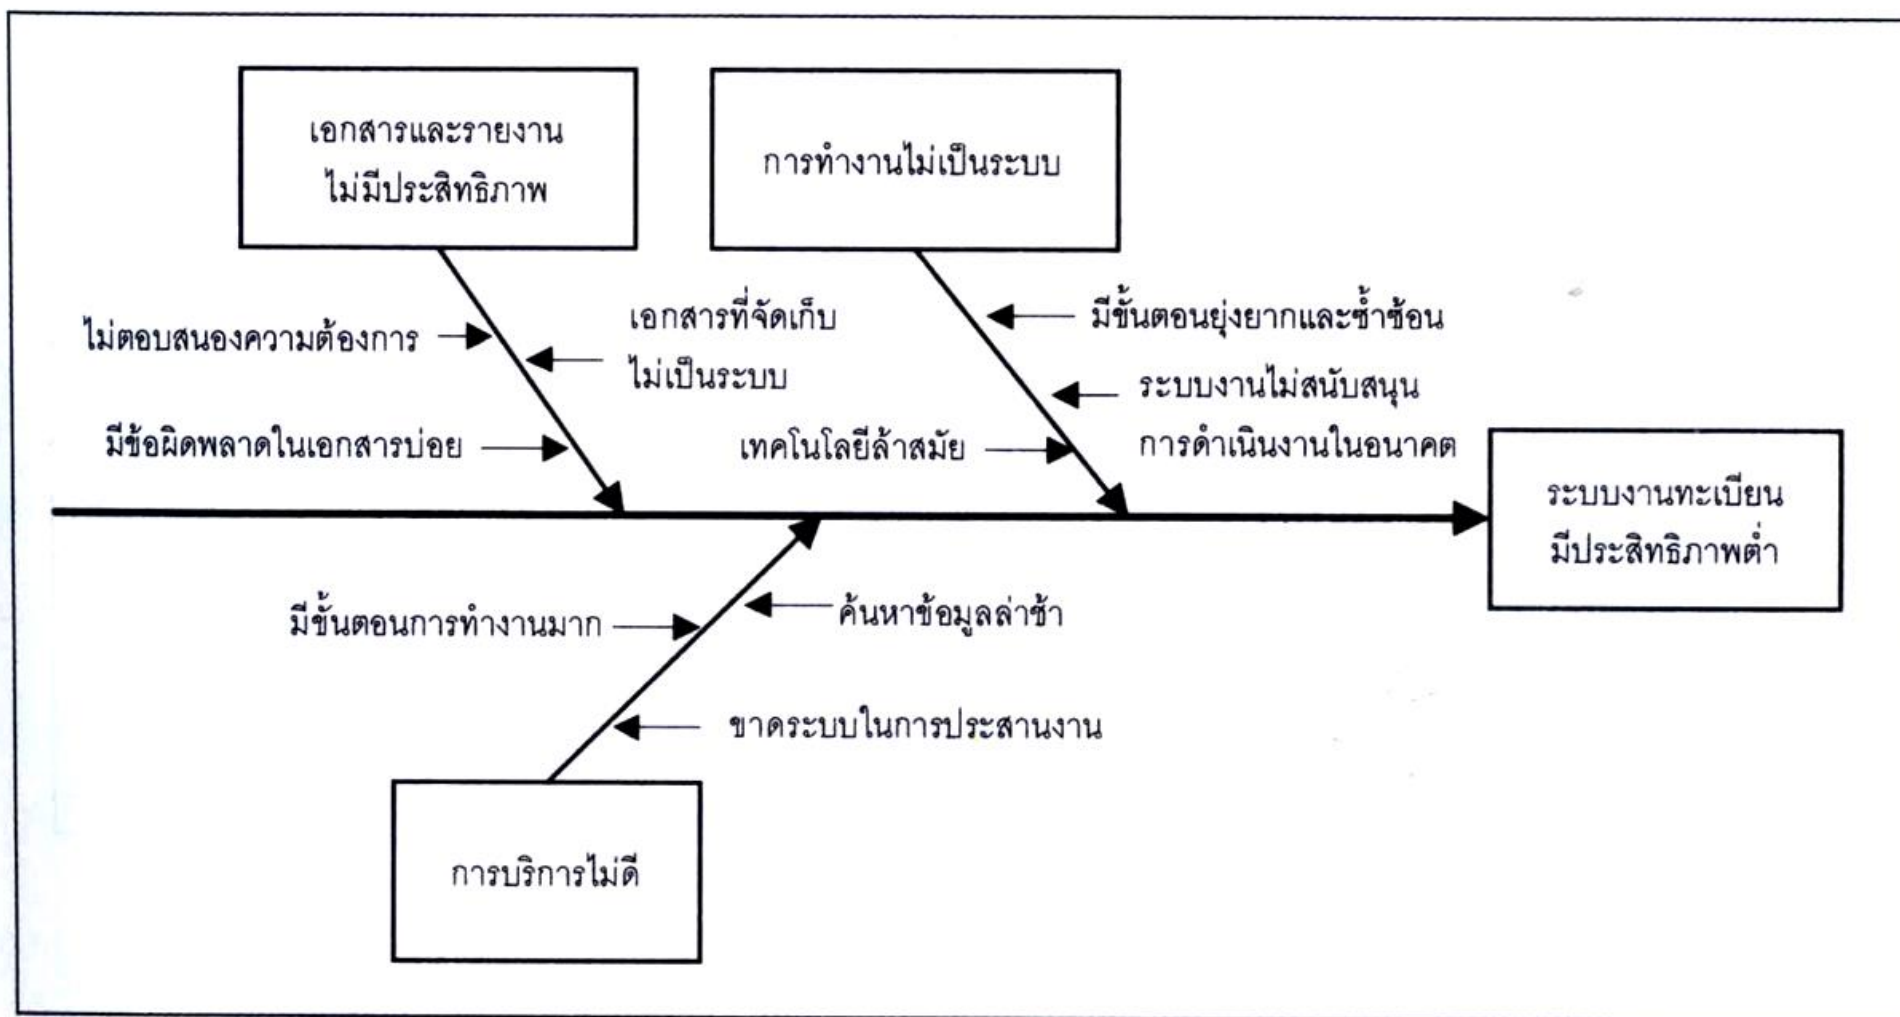 เอกสารและรายงาน
ไม่มีประสิทธิภาพ
การทำงานไม่เป็นระบบ
ไม่ตอบสนองความต้องการ
เอกสารที่จัดเก็บ
ไม่เป็นระบบ
มีข้อผิดพลาดในเอกสารบ่อย
มีขั้นตอนยุ่งยากและซ้ำซ้อน
ระบบงานไม่สนับสนุน
การดำเนินงานในอนาคต
เทคโนโลยีล้าสมัย
ระบบงานทะเบียน
มีประสิทธิภาพต่ำ
มีขั้นตอนการทำงานมาก
ค้นหาข้อมูลล่าช้า
ขาดระบบในการประสานงาน
การบริการไม่ดี